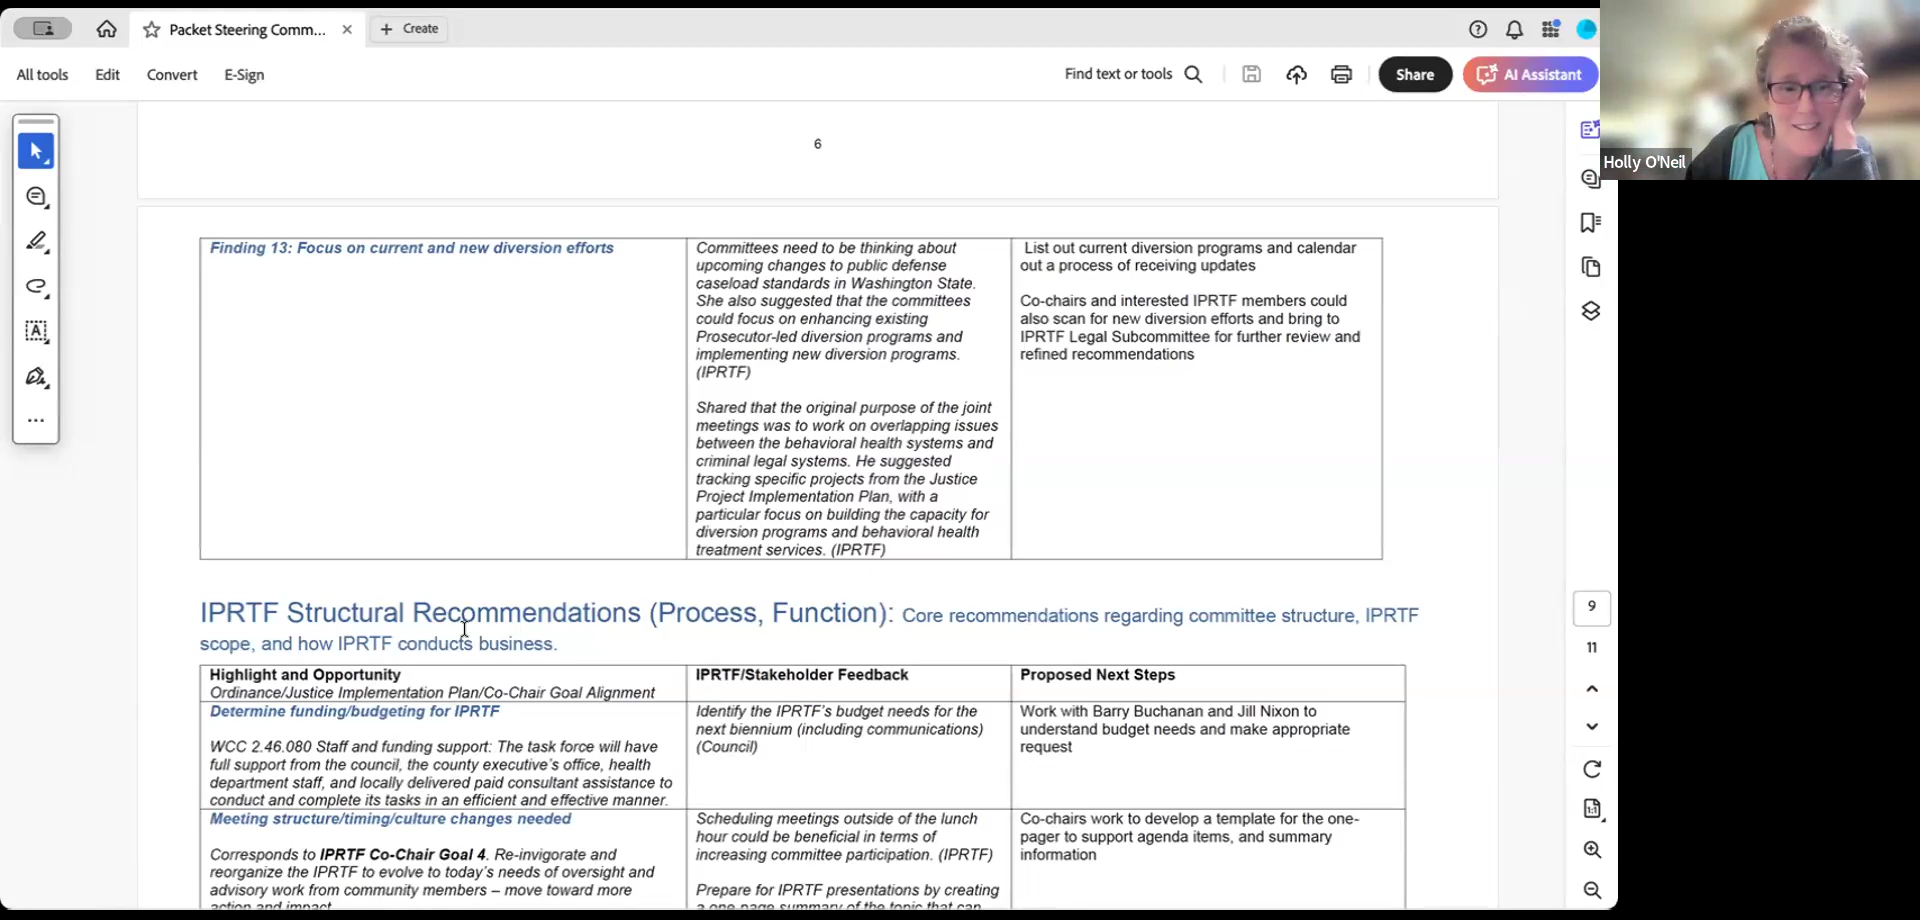 Packet Steering Comm...
Create
All tools
Edit
Convert
E-Sign
Find text or tools
Share
AI Assistant
Holly O'Neil
6
Finding 13: Focus on current and new diversion efforts
Committees need to be thinking about
upcoming changes to public defense
caseload standards in Washington State.
She also suggested that the committees
could focus on enhancing existing
Prosecutor-led diversion programs and
implementing new diversion programs.
(IPRTF)
Shared that the original purpose of the joint
meetings was to work on overlapping issues
between the behavioral health systems and
criminal legal systems. He suggested
tracking specific projects from the Justice
Project Implementation Plan, with a
particular focus on building the capacity for
diversion programs and behavioral health
treatment services. (IPRTF)
List out current diversion programs and calendar
out a process of receiving updates
Co-chairs and interested IPRTF members could
also scan for new diversion efforts and bring to
IPRTF Legal Subcommittee for further review and
refined recommendations
IPRTF Structural Recommendations (Process, Function): Core recommendations regarding committee structure, IPRTF
scope, and how IPRTF conducts business.
Highlight and Opportunity
Ordinance/Justice Implementation Plan/Co-Chair Goal Alignment
IPRTF/Stakeholder Feedback
Proposed Next Steps
Determine funding/budgeting for IPRTF
WCC 2.46.080 Staff and funding support: The task force will have
full support from the council, the county executive's office, health
department staff, and locally delivered paid consultant assistance to
conduct and complete its tasks in an efficient and effective manner.
Identify the IPRTF's budget needs for the
next biennium (including communications)
(Council)
Work with Barry Buchanan and Jill Nixon to
understand budget needs and make appropriate
request
Meeting structure/timing/culture changes needed
Corresponds to IPRTF Co-Chair Goal 4. Re-invigorate and
reorganize the IPRTF to evolve to today's needs of oversight and
advisory work from community members – move toward more
action and impact.
Scheduling meetings outside of the lunch
hour could be beneficial in terms of
increasing committee participation. (IPRTF)
Prepare for IPRTF presentations by creating
a one-page summary of the topic that can
Co-chairs work to develop a template for the one-
pager to support agenda items, and summary
information
9
11